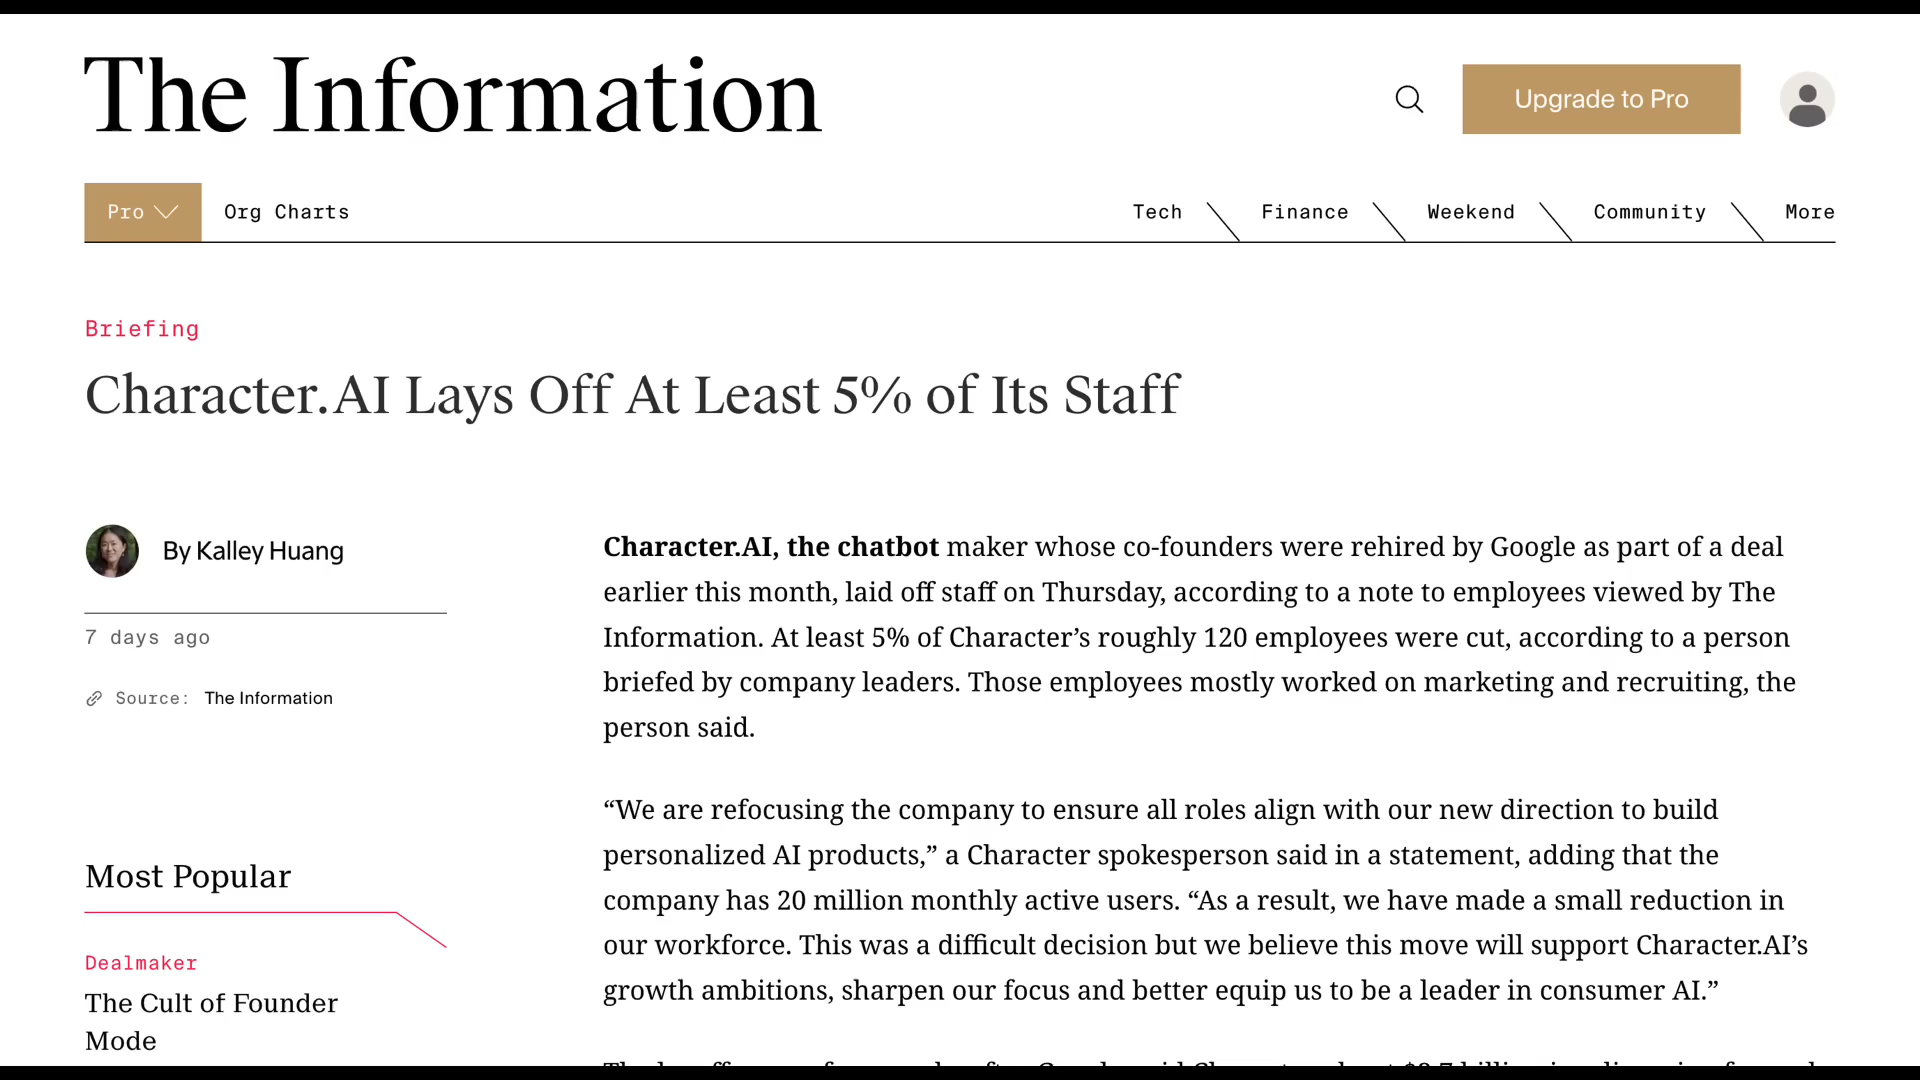 The Information
Upgrade to Pro
Pro
Org Charts
Tech
Finance
Weekend
Community
More
Briefing
Character.AI Lays Off At Least 5% of Its Staff
By Kalley Huang
7 days ago
Source: The Information
Character.AI, the chatbot maker whose co-founders were rehired by Google as part of a deal
earlier this month, laid off staff on Thursday, according to a note to employees viewed by The
Information. At least 5% of Character’s roughly 120 employees were cut, according to a person
briefed by company leaders. Those employees mostly worked on marketing and recruiting, the
person said.
“We are refocusing the company to ensure all roles align with our new direction to build
personalized AI products,” a Character spokesperson said in a statement, adding that the
company has 20 million monthly active users. “As a result, we have made a small reduction in
our workforce. This was a difficult decision but we believe this move will support Character.AI’s
growth ambitions, sharpen our focus and better equip us to be a leader in consumer AI.”
Most Popular
Dealmaker
The Cult of Founder
Mode